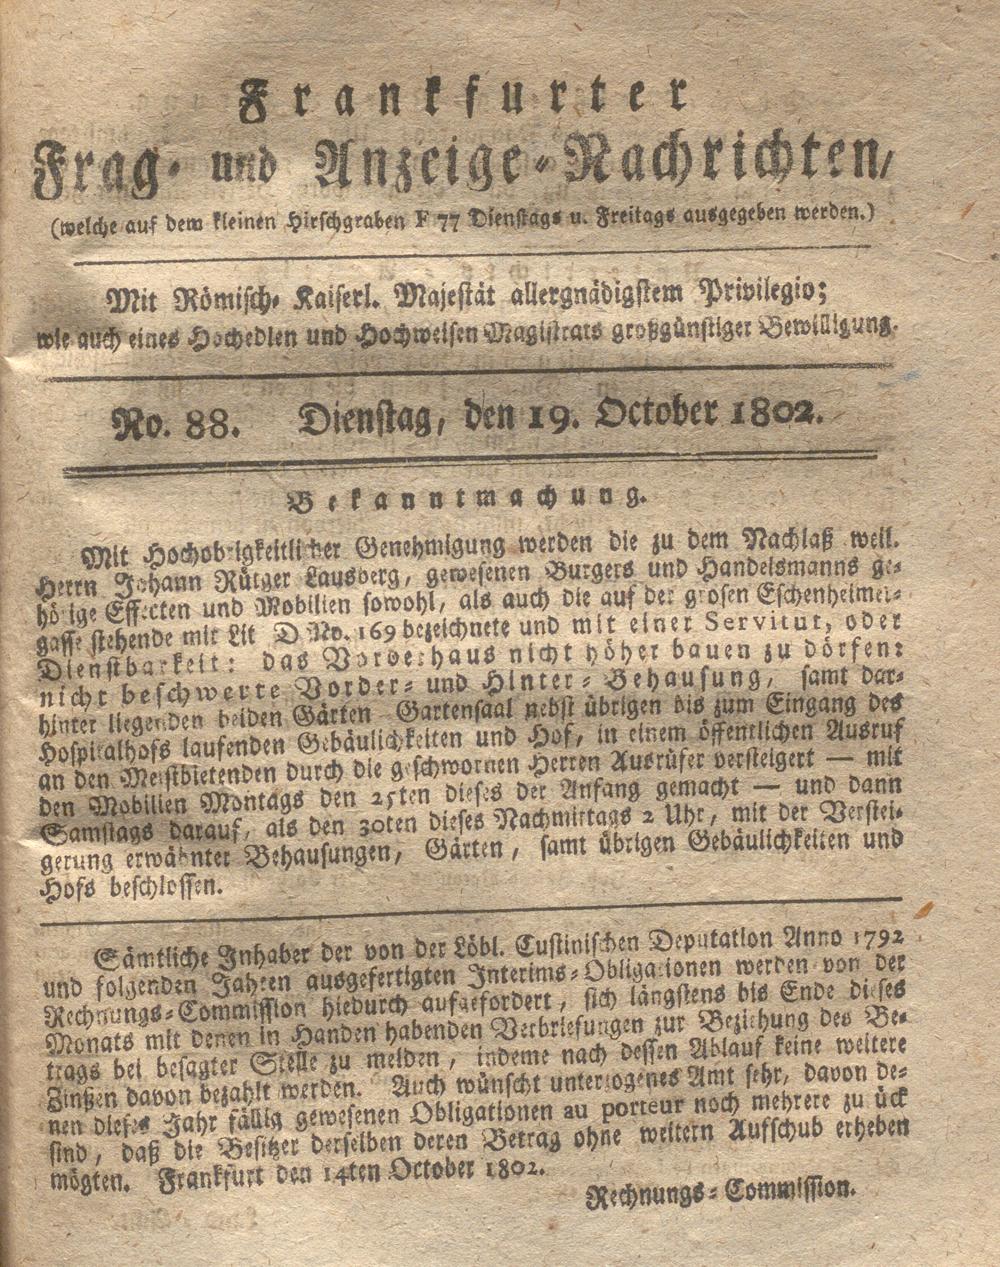 Frankfurter
Frag- und Anzeige-Nachrichten,
(welche auf dem kleinen Hirschgraben F 77 Dienstags u. Freitags ausgegeben werden.)
Mit Römisch- Kaiserl. Majestät allergnädigstem Privilegio;
wie auch eines Hochedlen und Hochweisen Magistrats großgünstiger Bewilligung.
No. 88. Dienstag, den 19. October 1802.
Bekanntmachung.
Mit Hochobrigkeitlicher Genehmigung werden die zu dem Nachlaß weil.
Herrn Johann Rütger Lausberg, gewesenen Burgers und Handelsmanns ge-
hörige Effecten und Mobilien sowohl, als auch die auf der grosen Eschenheimer-
gasse stehende mit Lit D No. 169 bezeichnete und mit einer Servitut, oder
Dienstbarkeit: das Vorderhaus nicht höher bauen zu dörfen:
nicht beschwerte Vorder- und Hinter-Behausung, samt dar-
hinter liegenden beiden Gärten Gartensaal nebst übrigen bis zum Eingang des
Hospitalhofs laufenden Gebäulichkeiten und Hof, in einem öffentlichen Ausruf
an den Meistbietenden durch die geschwornen Herren Ausrüfer versteigert — mit
den Mobilien Montags den 25ten dieses der Anfang gemacht — und dann
Samstags darauf, als den 30ten dieses Nachmittags 2 Uhr, mit der Verstei-
gerung erwähnter Behausungen, Gärten, samt übrigen Gebäulichkeiten und
Hofs beschlossen.
Sämtliche Inhaber der von der Löbl. Custinischen Deputation Anno 1792
und folgenden Jahren ausgefertigten Interims-Obligationen werden von der
Rechnungs-Commission hiedurch aufgefordert, sich längstens bis Ende dieses
Monats mit denen in Handen habenden Verbriefungen zur Beziehung des Be-
trags bei besagter Stelle zu melden, indeme nach dessen Ablauf keine weitere
Zinßen davon bezahlt werden. Auch wünscht unterzogenes Amt sehr, davon de-
nen dieses Jahr fällig gewesenen Obligationen au porteur noch mehrere zu ück
sind, daß die Besitzer derselben deren Betrag ohne weitern Aufschub erheben
mögten. Frankfurt den 14ten October 1802.
Rechnungs-Commission.